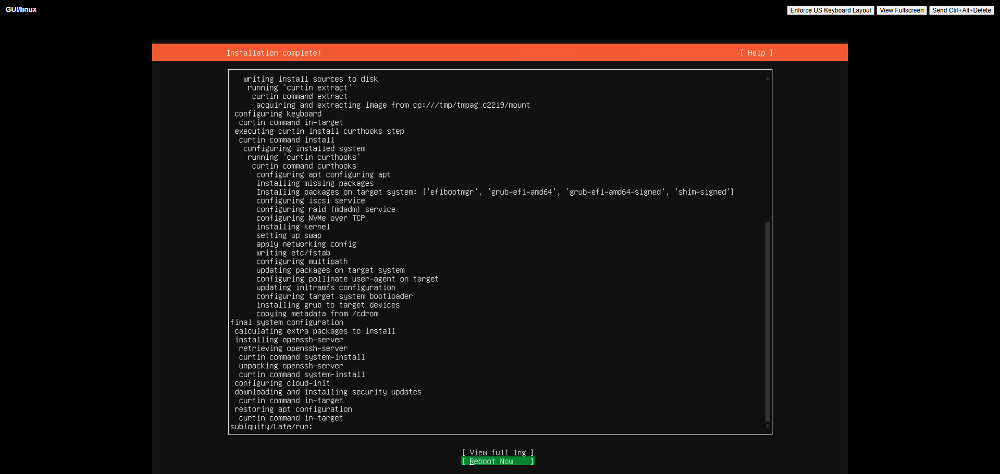 GUI/linux
Enforce US Keyboard Layout View Fullscreen Send Ctrl+Alt+Delete
Installation complete! [ Help ]
writing install sources to disk
running 'curtin extract'
curtin command extract
acquiring and extracting image from cp:///tmp/tmpag_c22i9/mount
configuring keyboard
curtin command in-target
executing curtin install curthooks step
curtin command install
configuring installed system
running 'curtin curthooks'
curtin command curthooks
configuring apt configuring apt
installing missing packages
Installing packages on target system: ['efibootmgr', 'grub-efi-amd64', 'grub-efi-amd64-signed', 'shim-signed']
configuring iscsi service
configuring raid (mdadm) service
configuring NVMe over TCP
installing kernel
setting up swap
apply networking config
writing etc/fstab
configuring multipath
updating packages on target system
configuring pollinate user-agent on target
updating initramfs configuration
configuring target system bootloader
installing grub to target devices
copying metadata from /cdrom
final system configuration
calculating extra packages to install
installing openssh-server
retrieving openssh-server
curtin command system-install
unpacking openssh-server
curtin command system-install
configuring cloud-init
downloading and installing security updates
curtin command in-target
restoring apt configuration
curtin command in-target
subiquity/Late/run:
[ View full log ]
[ Reboot Now ]